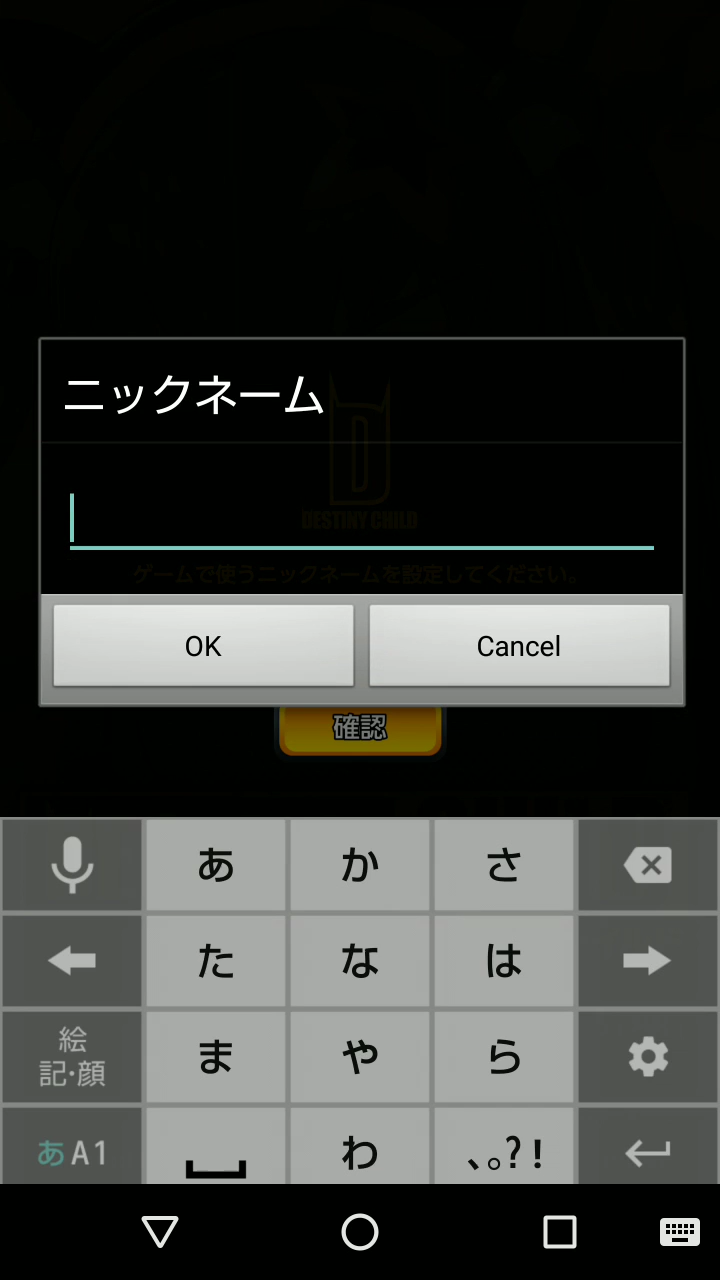 ニックネーム
DESTINY CHILD
ゲームで使うニックネームを設定してください。
OK Cancel
確認
あ か さ
た な は
絵
記・顔
ま や ら
あA1
わ 、。?!